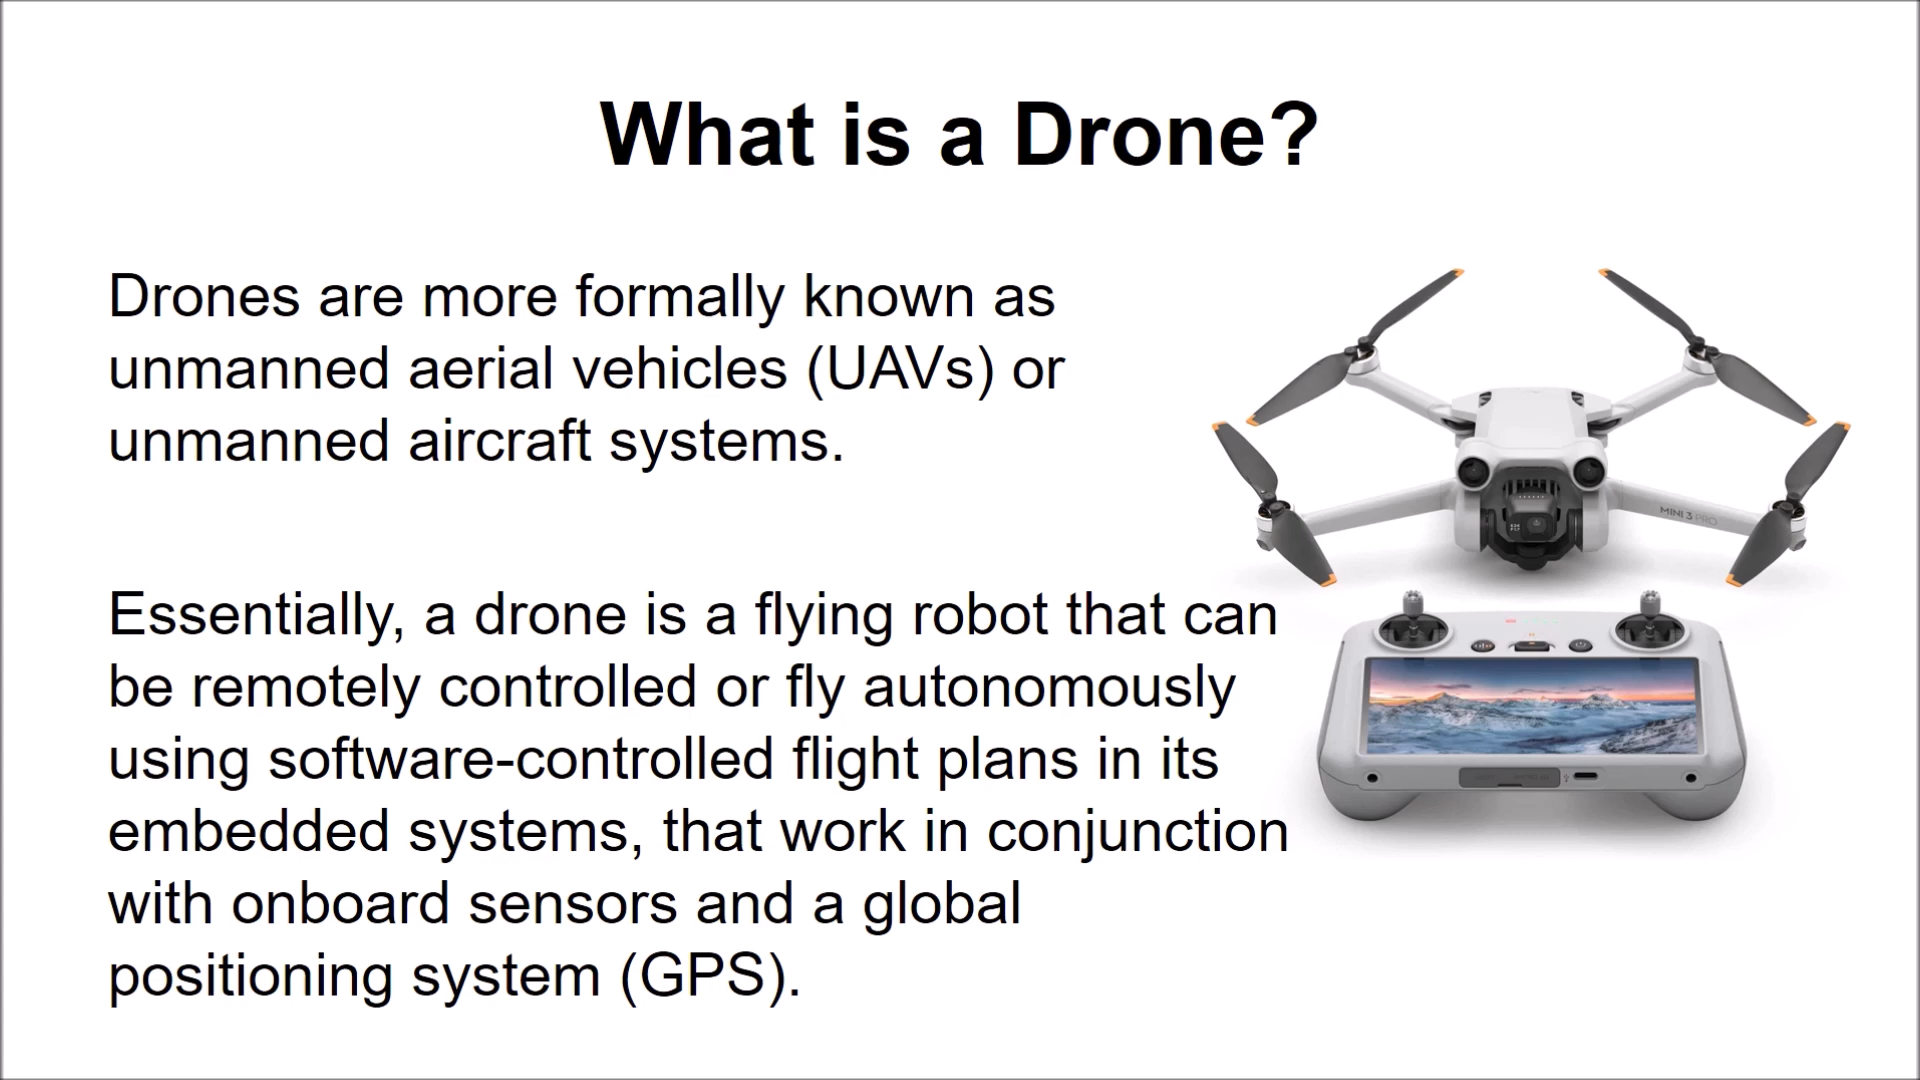 What is a Drone?
Drones are more formally known as
unmanned aerial vehicles (UAVs) or
unmanned aircraft systems.
MINI 3 PRO
Essentially, a drone is a flying robot that can
be remotely controlled or fly autonomously
using software-controlled flight plans in its
embedded systems, that work in conjunction
with onboard sensors and a global
positioning system (GPS).